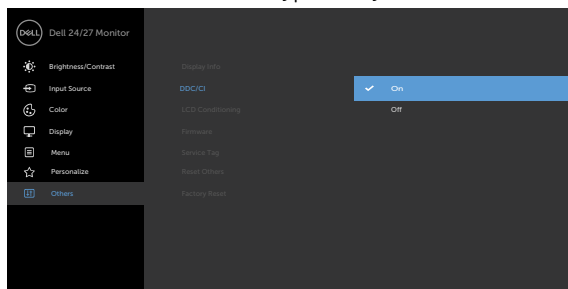 DELL
Dell 24/27 Monitor
Brightness/Contrast
Display Info
Input Source
DDC/CI
On
Color
LCD Conditioning
Off
Display
Firmware
Menu
Service Tag
Personalize
Reset Others
Others
Factory Reset